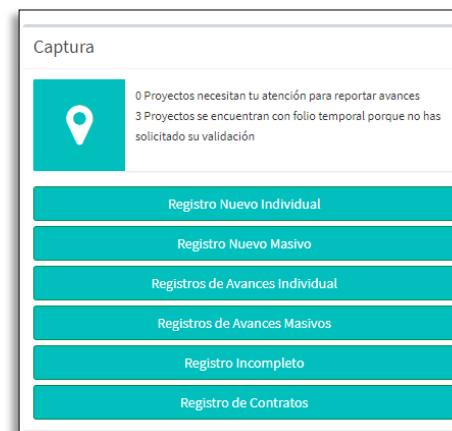 Captura
0 Proyectos necesitan tu atención para reportar avances
3 Proyectos se encuentran con folio temporal porque no has
solicitado su validación
Registro Nuevo Individual
Registro Nuevo Masivo
Registros de Avances Individual
Registros de Avances Masivos
Registro Incompleto
Registro de Contratos